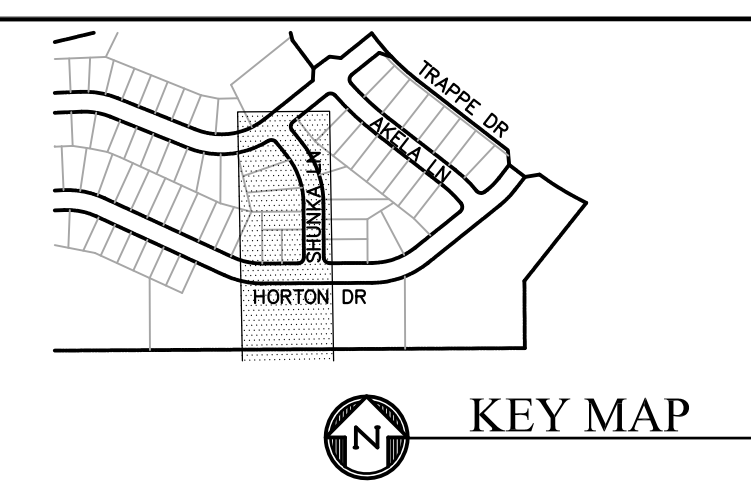 TRAPPE DR
AKELA LN
SHUNKA LN
HORTON DR
N
KEY MAP